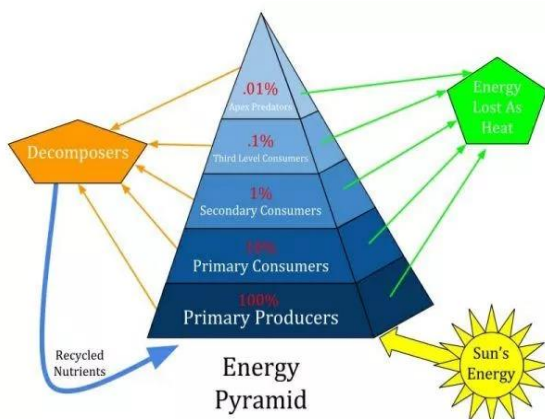 .01%
Apex Predators
.1%
Third Level Consumers
1%
Secondary Consumers
10%
Primary Consumers
100%
Primary Producers
Decomposers
Energy
Lost As
Heat
Recycled
Nutrients
Energy
Pyramid
Sun's
Energy